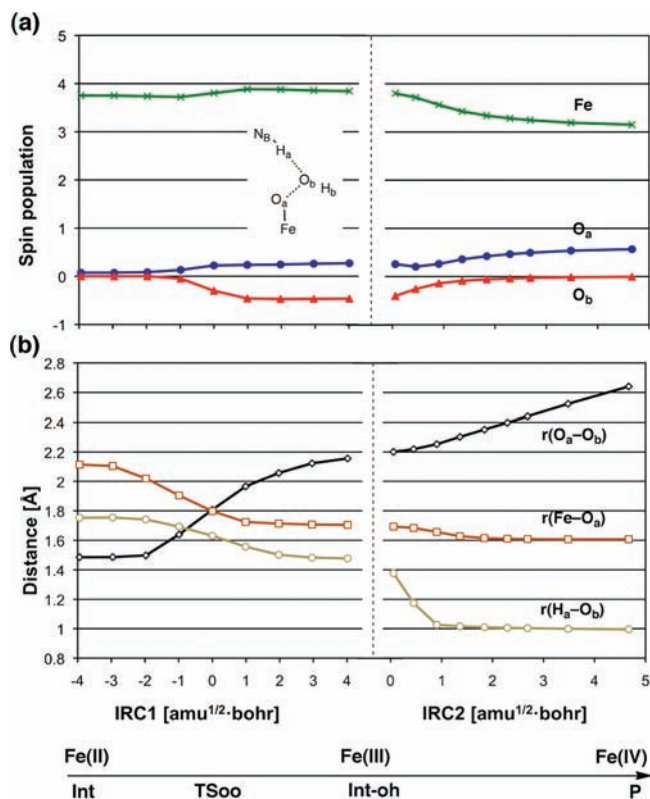 (a)
5
4
3
2
1
0
-1
Spin population
Fe
N_B
H_a
O_b H_b
O_a
Fe
O_a
O_b
(b)
2.8
2.6
2.4
2.2
2
1.8
1.6
1.4
1.2
1
0.8
Distance [Å]
r(O_a–O_b)
r(Fe–O_a)
r(H_a–O_b)
-4 -3 -2 -1 0 1 2 3 4 0 1 2 3 4 5
IRC1 [amu^1/2·bohr] IRC2 [amu^1/2·bohr]
Fe(II) Fe(III) Fe(IV)
Int TSoo Int-oh P